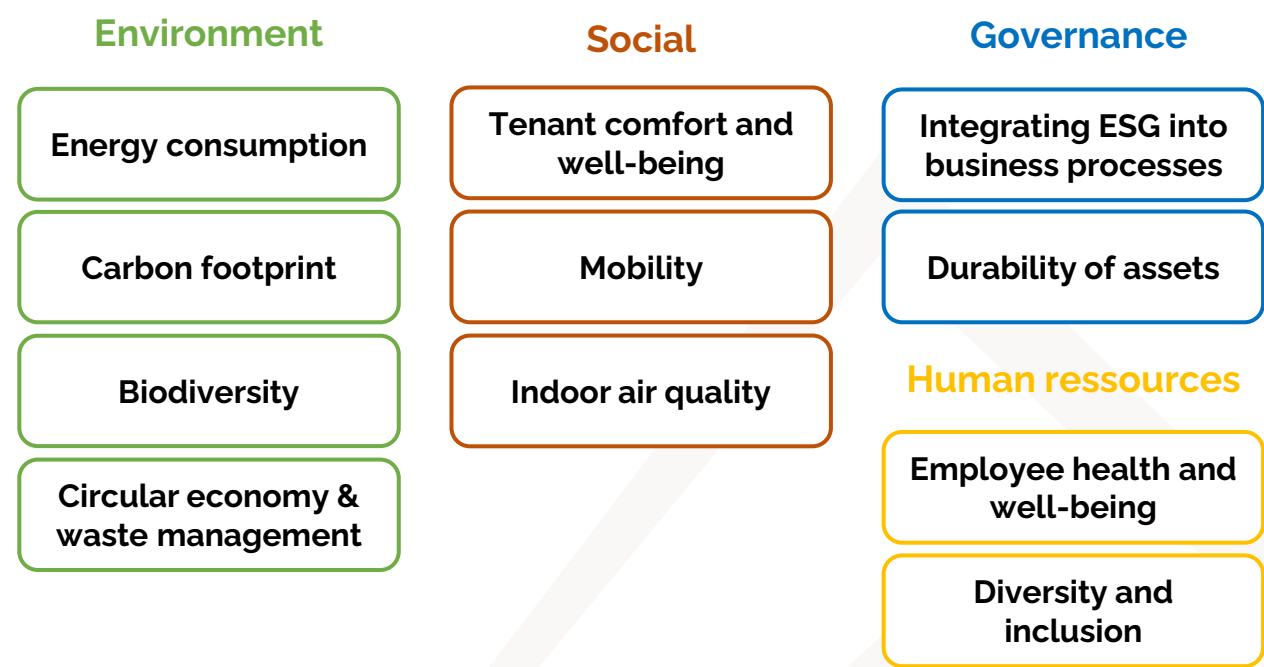 Environment
Energy consumption
Carbon footprint
Biodiversity
Circular economy &
waste management
Social
Tenant comfort and
well-being
Mobility
Indoor air quality
Governance
Integrating ESG into
business processes
Durability of assets
Human ressources
Employee health and
well-being
Diversity and
inclusion